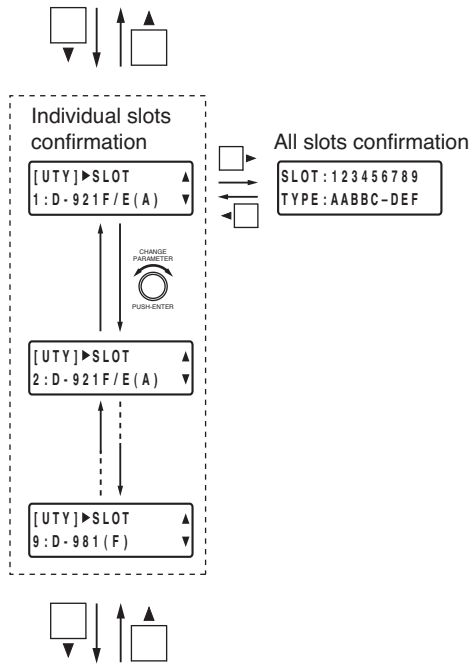 Individual slots
confirmation
All slots confirmation
[UTY]▶SLOT ▲
1:D-921F/E(A) ▼
SLOT:123456789
TYPE:AABBC-DEF
CHANGE
PARAMETER
PUSH-ENTER
[UTY]▶SLOT ▲
2:D-921F/E(A) ▼
[UTY]▶SLOT ▲
9:D-981(F) ▼